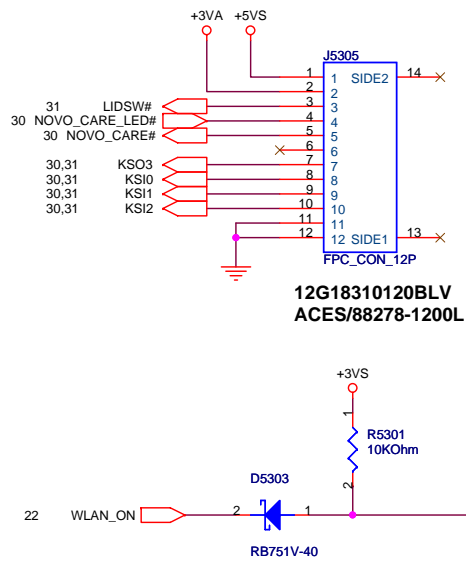 +3VA +5VS
J5305
1 1 SIDE2 14
2 2
31 LIDSW# 3 3
30 NOVO_CARE_LED# 4 4
30 NOVO_CARE# 5 5
6 6
30,31 KSO3 7 7
30,31 KSI0 8 8
30,31 KSI1 9 9
30,31 KSI2 10 10
11 11
12 12 SIDE1 13
FPC_CON_12P
12G18310120BLV
ACES/88278-1200L
+3VS
1
R5301
10KOhm
2
D5303
22 WLAN_ON 2 1
RB751V-40